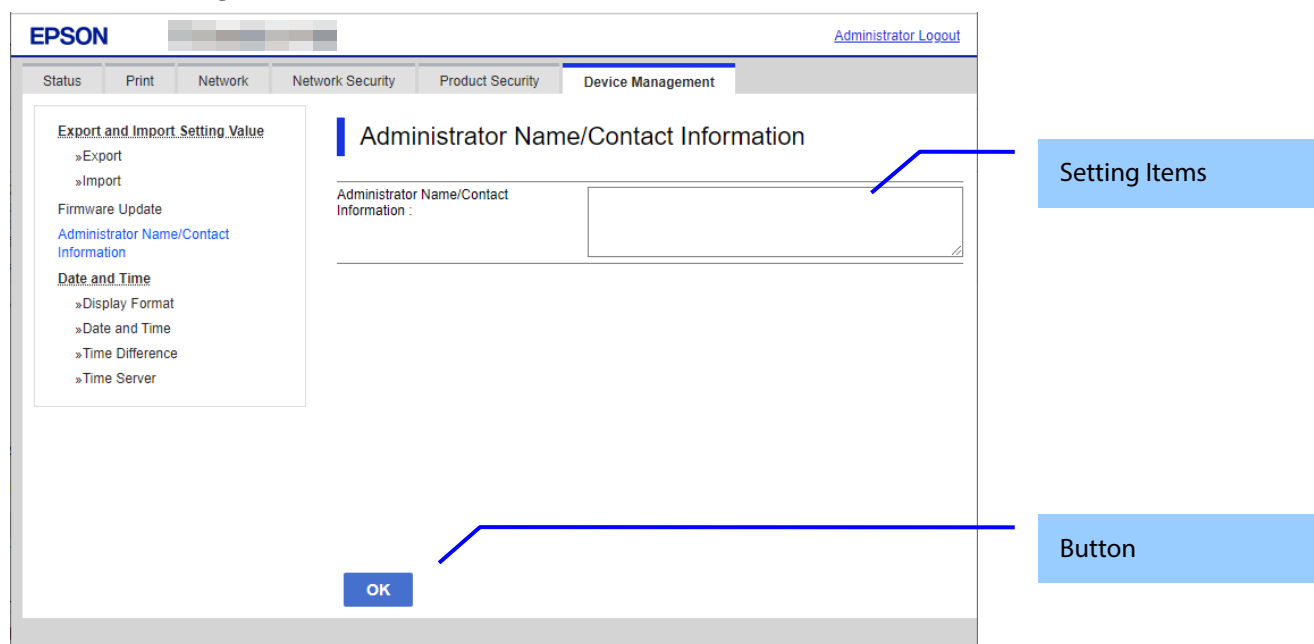 EPSON
Administrator Logout
Status Print Network Network Security Product Security Device Management
Export and Import Setting Value
»Export
»Import
Firmware Update
Administrator Name/Contact
Information
Date and Time
»Display Format
»Date and Time
»Time Difference
»Time Server
Administrator Name/Contact Information
Administrator Name/Contact
Information :
OK
Setting Items
Button